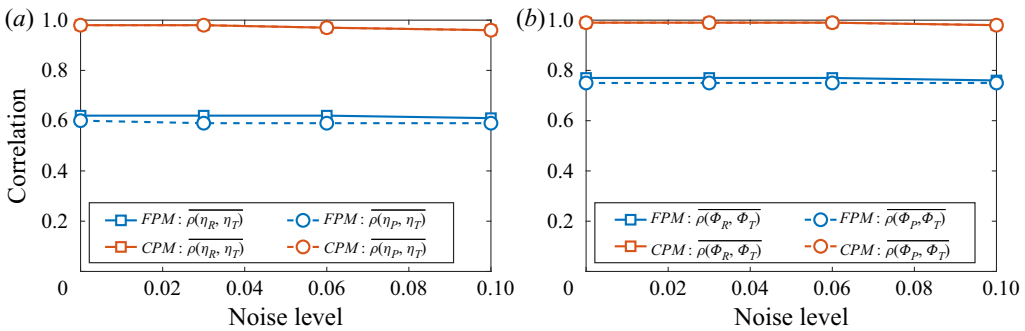 (a)
1.0
0.8
0.6
0.4
0.2
Correlation
FPM: ρ(η_R, η_T)
FPM: ρ(η_P, η_T)
CPM: ρ(η_R, η_T)
CPM: ρ(η_P, η_T)
0 0.02 0.04 0.06 0.08 0.10
Noise level
(b)
1.0
0.8
0.6
0.4
0.2
FPM: ρ(Φ_R, Φ_T)
FPM: ρ(Φ_P,Φ_T)
CPM: ρ(Φ_R, Φ_T)
CPM: ρ(Φ_P, Φ_T)
0 0.02 0.04 0.06 0.08 0.10
Noise level